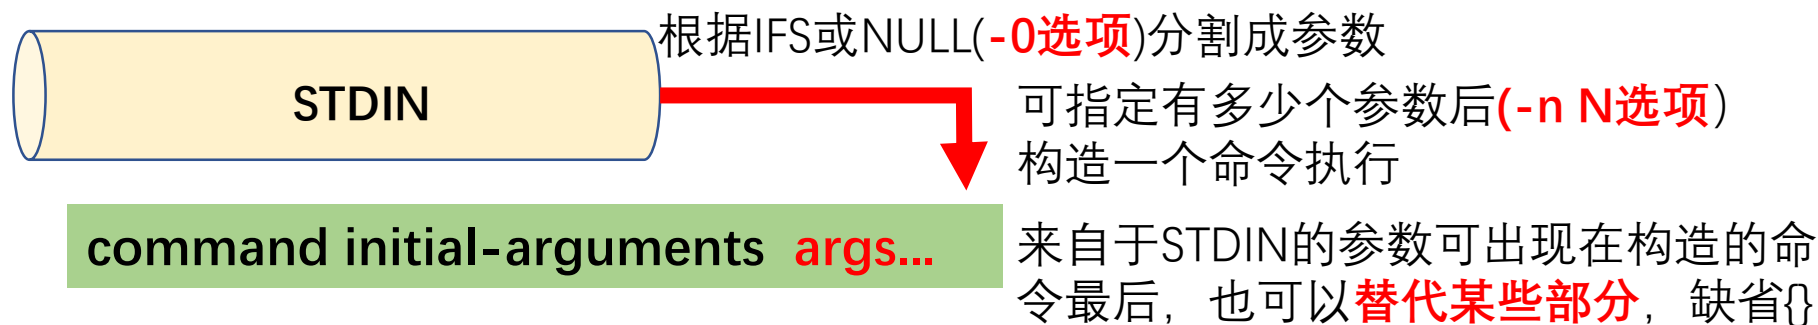 根据IFS或NULL(-0选项)分割成参数
STDIN
可指定有多少个参数后(-n N选项）
构造一个命令执行
command initial-arguments args...
来自于STDIN的参数可出现在构造的命
令最后，也可以替代某些部分，缺省{}